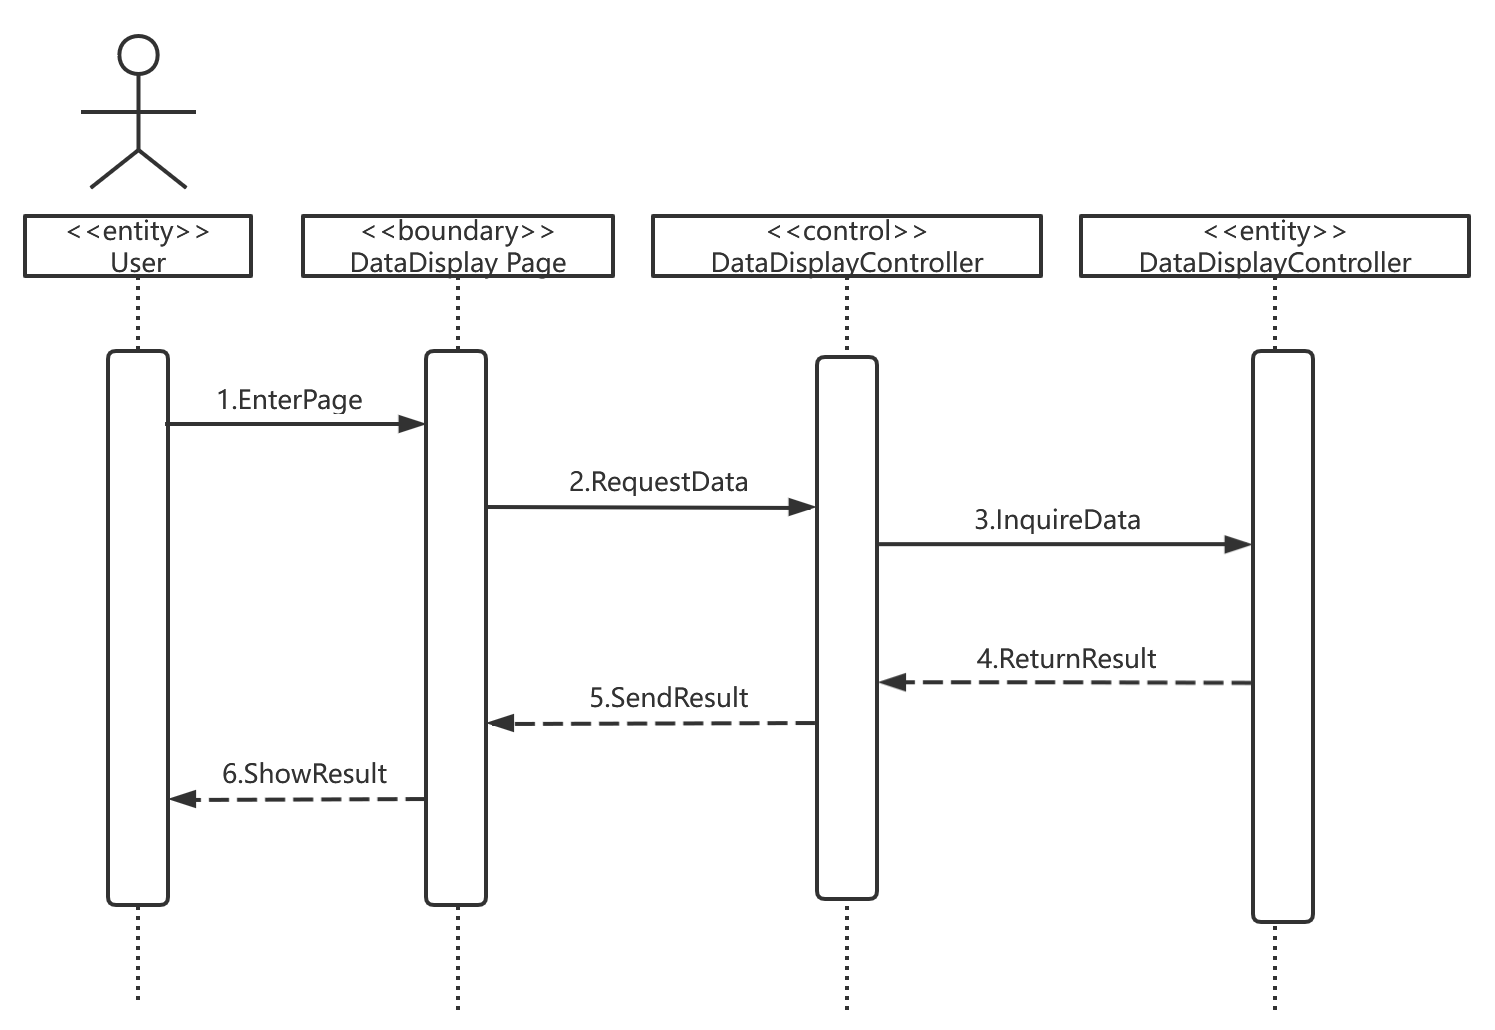 <<entity>>
User
<<boundary>>
DataDisplay Page
<<control>>
DataDisplayController
<<entity>>
DataDisplayController
1.EnterPage
2.RequestData
3.InquireData
4.ReturnResult
5.SendResult
6.ShowResult